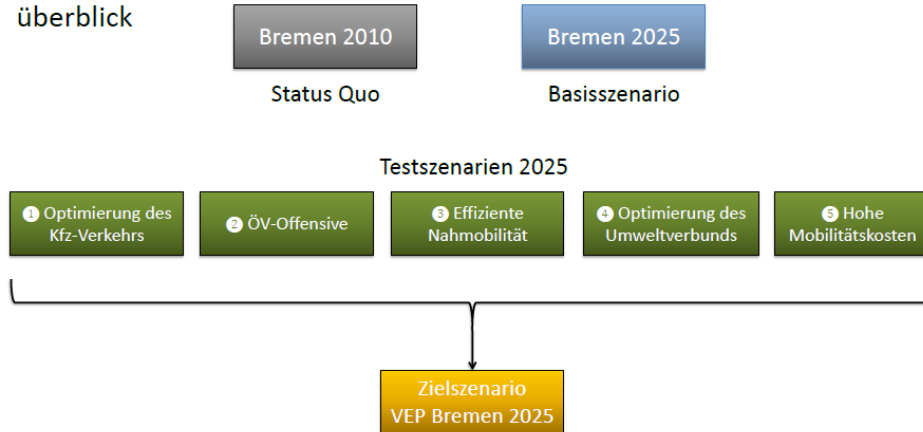 überblick
Bremen 2010
Bremen 2025
Status Quo
Basisszenario
Testszenarien 2025
1 Optimierung des
Kfz-Verkehrs
2 ÖV-Offensive
3 Effiziente
Nahmobilität
4 Optimierung des
Umweltverbunds
5 Hohe
Mobilitätskosten
Zielszenario
VEP Bremen 2025